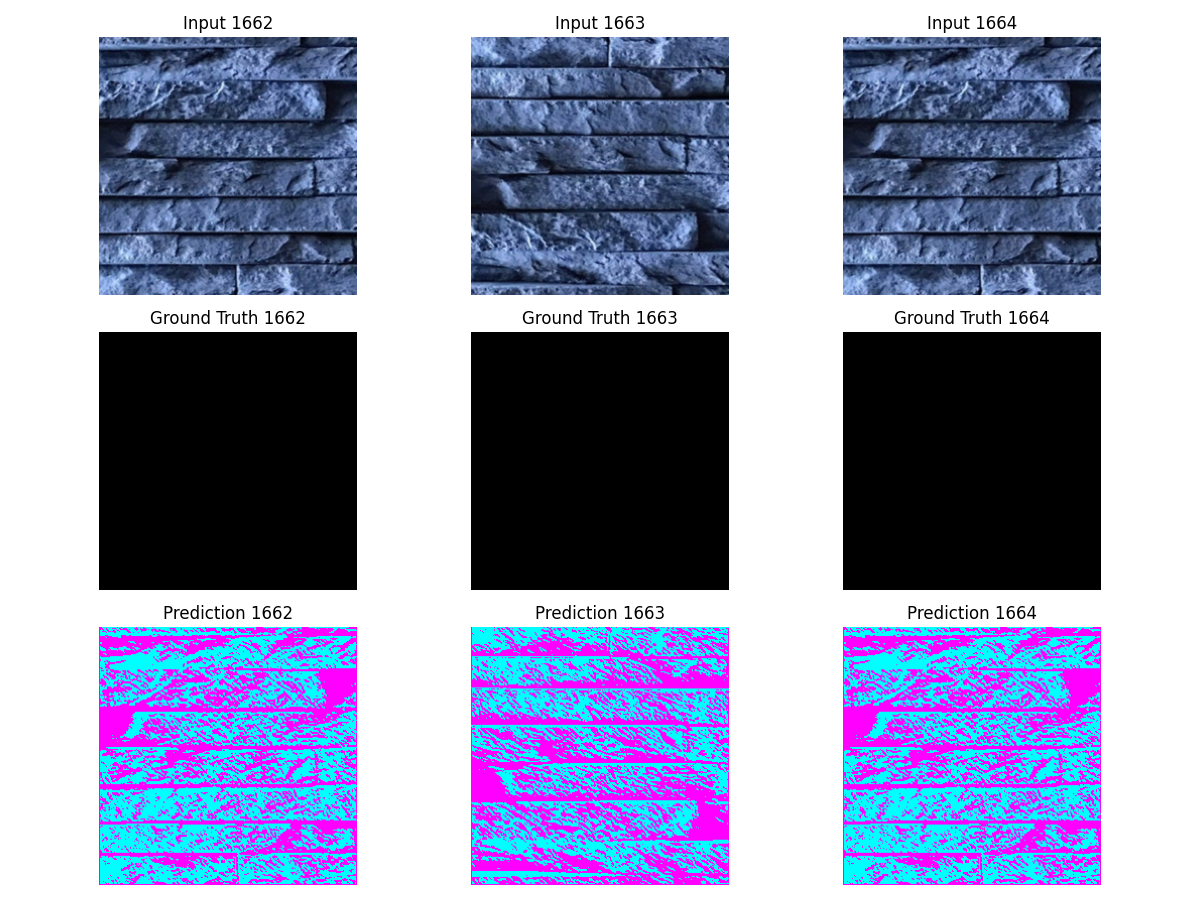 Input 1662
Input 1663
Input 1664
Ground Truth 1662
Ground Truth 1663
Ground Truth 1664
Prediction 1662
Prediction 1663
Prediction 1664